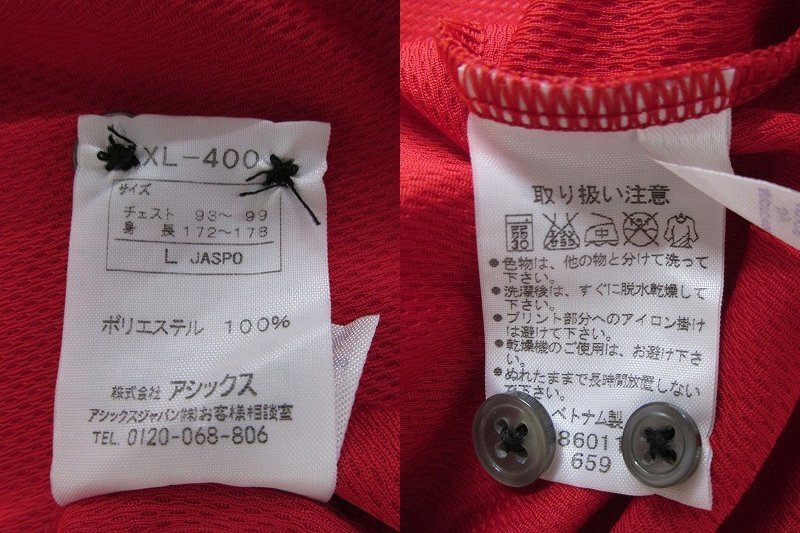 XL-400
サイズ
チェスト 93～ 99
身 長 172～178
L JASPO
ポリエステル 100%
株式会社 アシックス
アシックスジャパン(株)お客様相談室
TEL 0120-068-806
取り扱い注意
弱
30
●色物は、他の物と分けて洗って
下さい。
●洗濯後は、すぐに脱水乾燥して
下さい。
●プリント部分へのアイロン掛け
は避けて下さい。
●乾燥機のご使用は、お避け下さ
い。
●ぬれたままで長時間放置しない
で下さい。
ベトナム製
86011
659